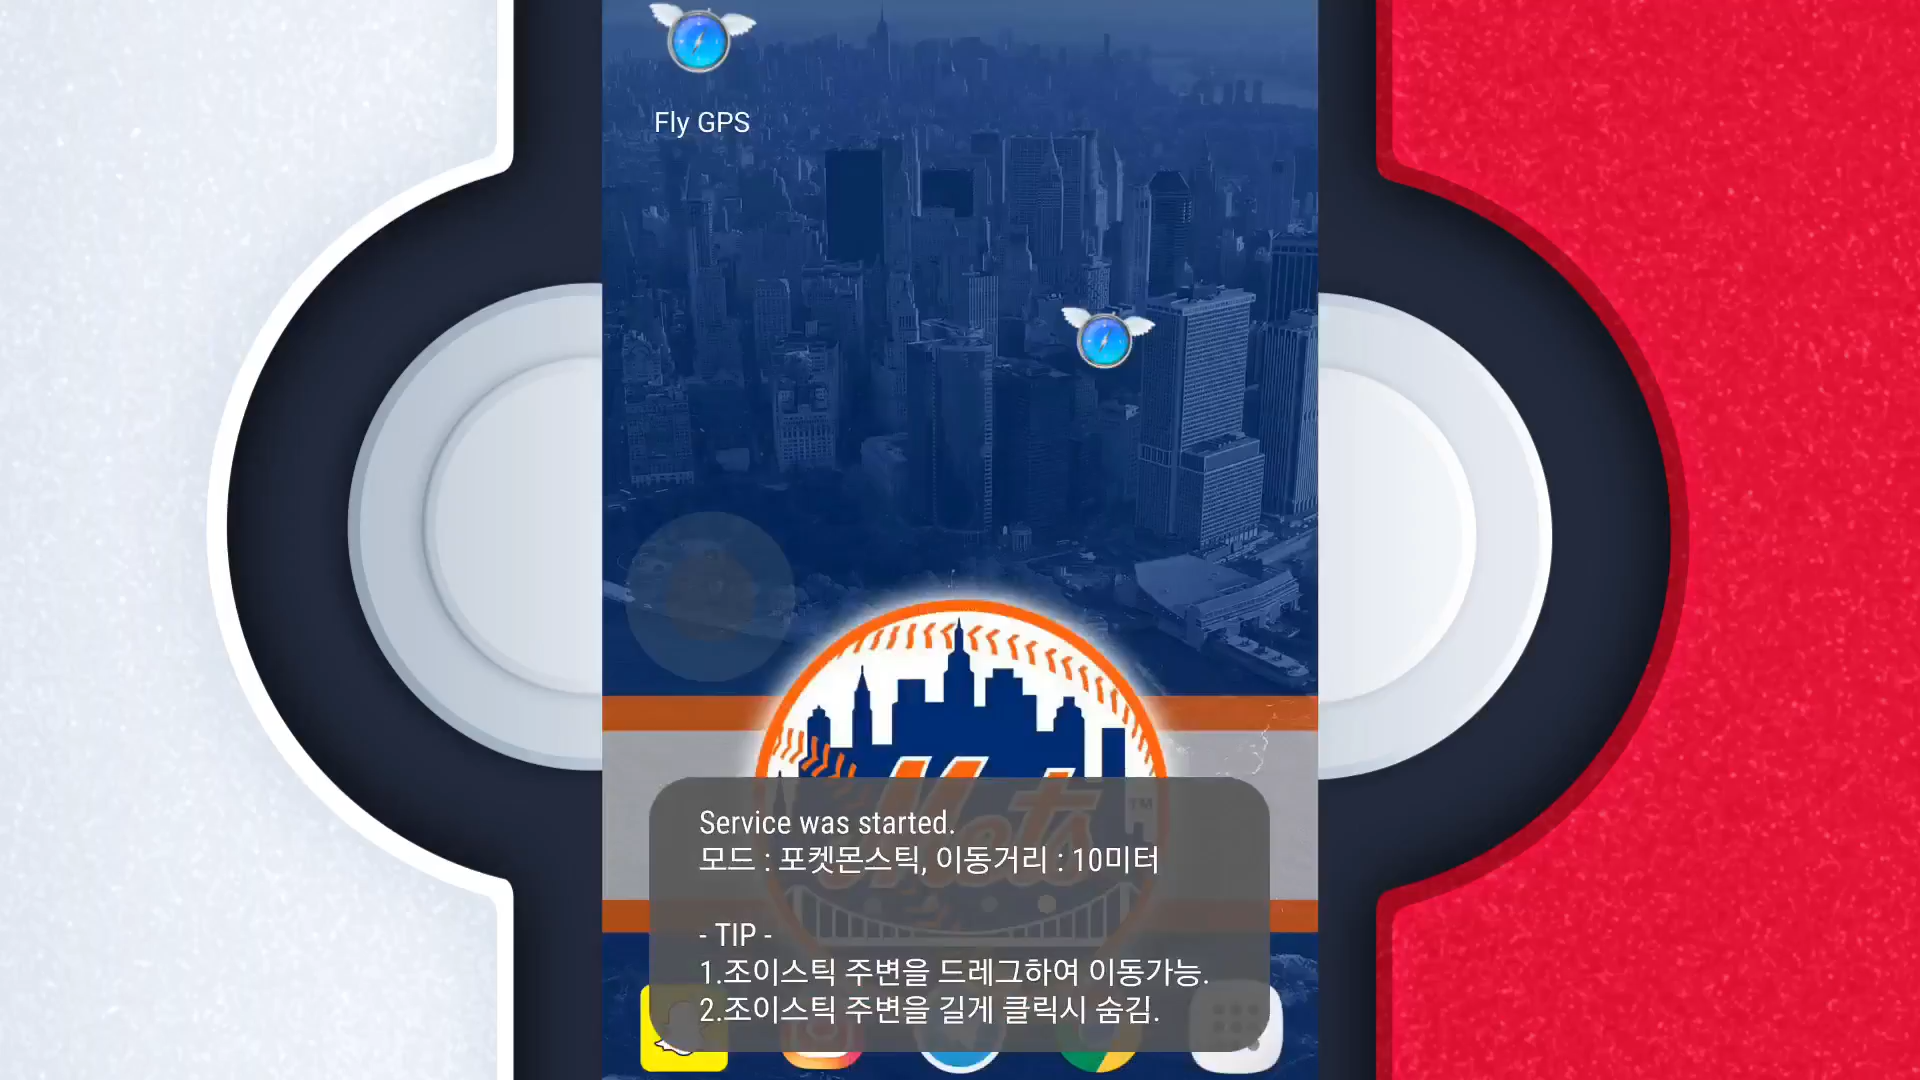 Fly GPS
Mets
TM
Service was started.
모드 : 포켓몬스틱, 이동거리 : 10미터
- TIP -
1.조이스틱 주변을 드레그하여 이동가능.
2.조이스틱 주변을 길게 클릭시 숨김.